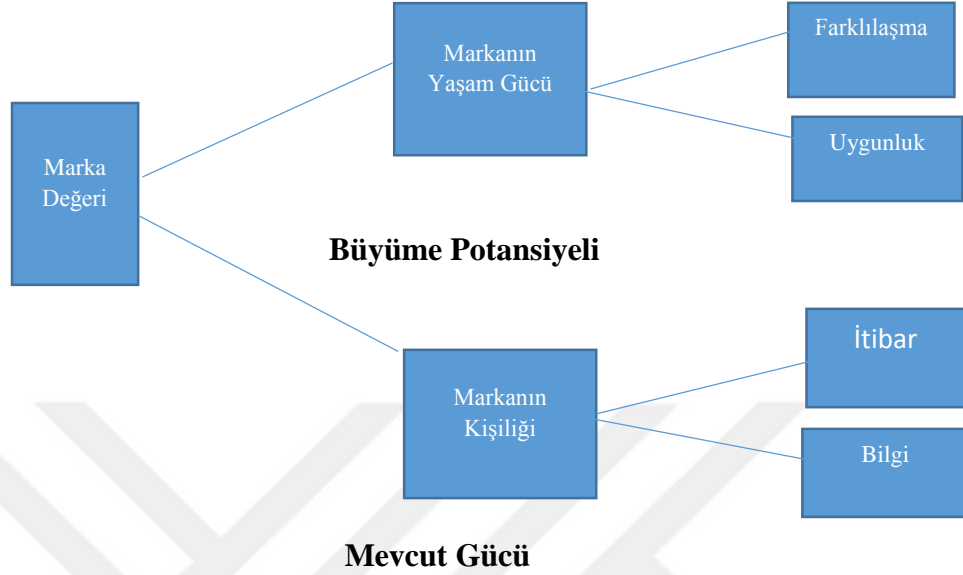 Farklılaşma
Markanın
Yaşam Gücü
Uygunluk
Marka
Değeri
Büyüme Potansiyeli
İtibar
Markanın
Kişiliği
Bilgi
Mevcut Gücü